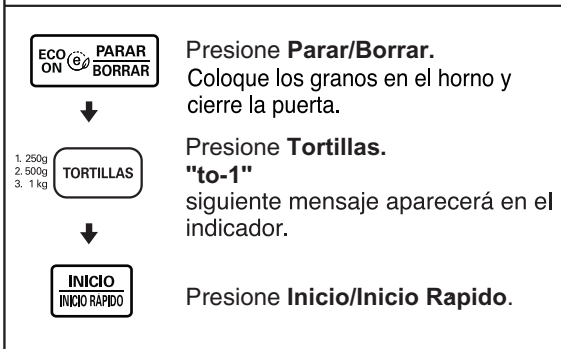 ECO ON e PARAR
BORRAR
Presione Parar/Borrar.
Coloque los granos en el horno y
cierre la puerta.
1. 250g
2. 500g
3. 1 kg
TORTILLAS
Presione Tortillas.
"to-1"
siguiente mensaje aparecerá en el
indicador.
INICIO
INICIO RÁPIDO
Presione Inicio/Inicio Rapido.